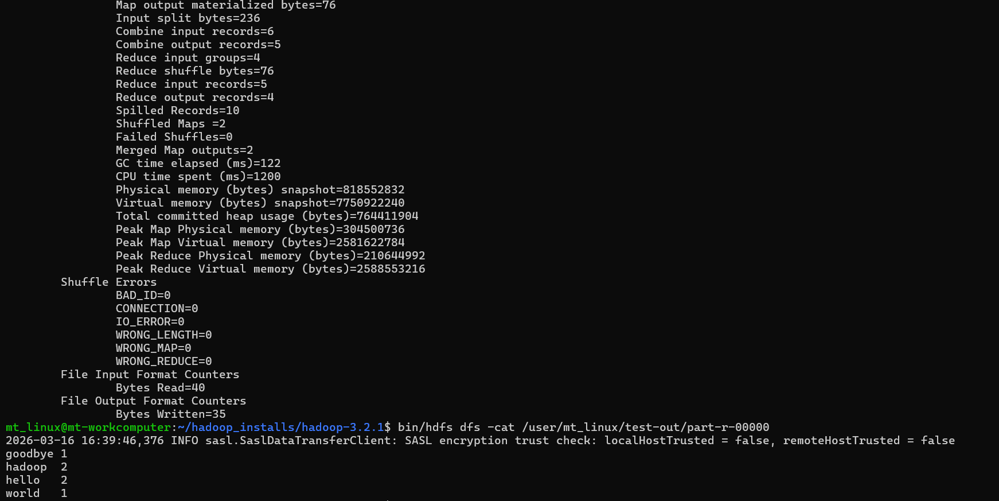 Map output materialized bytes=76
Input split bytes=236
Combine input records=6
Combine output records=5
Reduce input groups=4
Reduce shuffle bytes=76
Reduce input records=5
Reduce output records=4
Spilled Records=10
Shuffled Maps =2
Failed Shuffles=0
Merged Map outputs=2
GC time elapsed (ms)=122
CPU time spent (ms)=1200
Physical memory (bytes) snapshot=818552832
Virtual memory (bytes) snapshot=7750922240
Total committed heap usage (bytes)=764411904
Peak Map Physical memory (bytes)=304500736
Peak Map Virtual memory (bytes)=2581622784
Peak Reduce Physical memory (bytes)=210644992
Peak Reduce Virtual memory (bytes)=2588553216
Shuffle Errors
BAD_ID=0
CONNECTION=0
IO_ERROR=0
WRONG_LENGTH=0
WRONG_MAP=0
WRONG_REDUCE=0
File Input Format Counters
Bytes Read=40
File Output Format Counters
Bytes Written=35
mt_linux@mt-workcomputer:~/hadoop_installs/hadoop-3.2.1$ bin/hdfs dfs -cat /user/mt_linux/test-out/part-r-00000
2026-03-16 16:39:46,376 INFO sasl.SaslDataTransferClient: SASL encryption trust check: localHostTrusted = false, remoteHostTrusted = false
goodbye 1
hadoop 2
hello 2
world 1